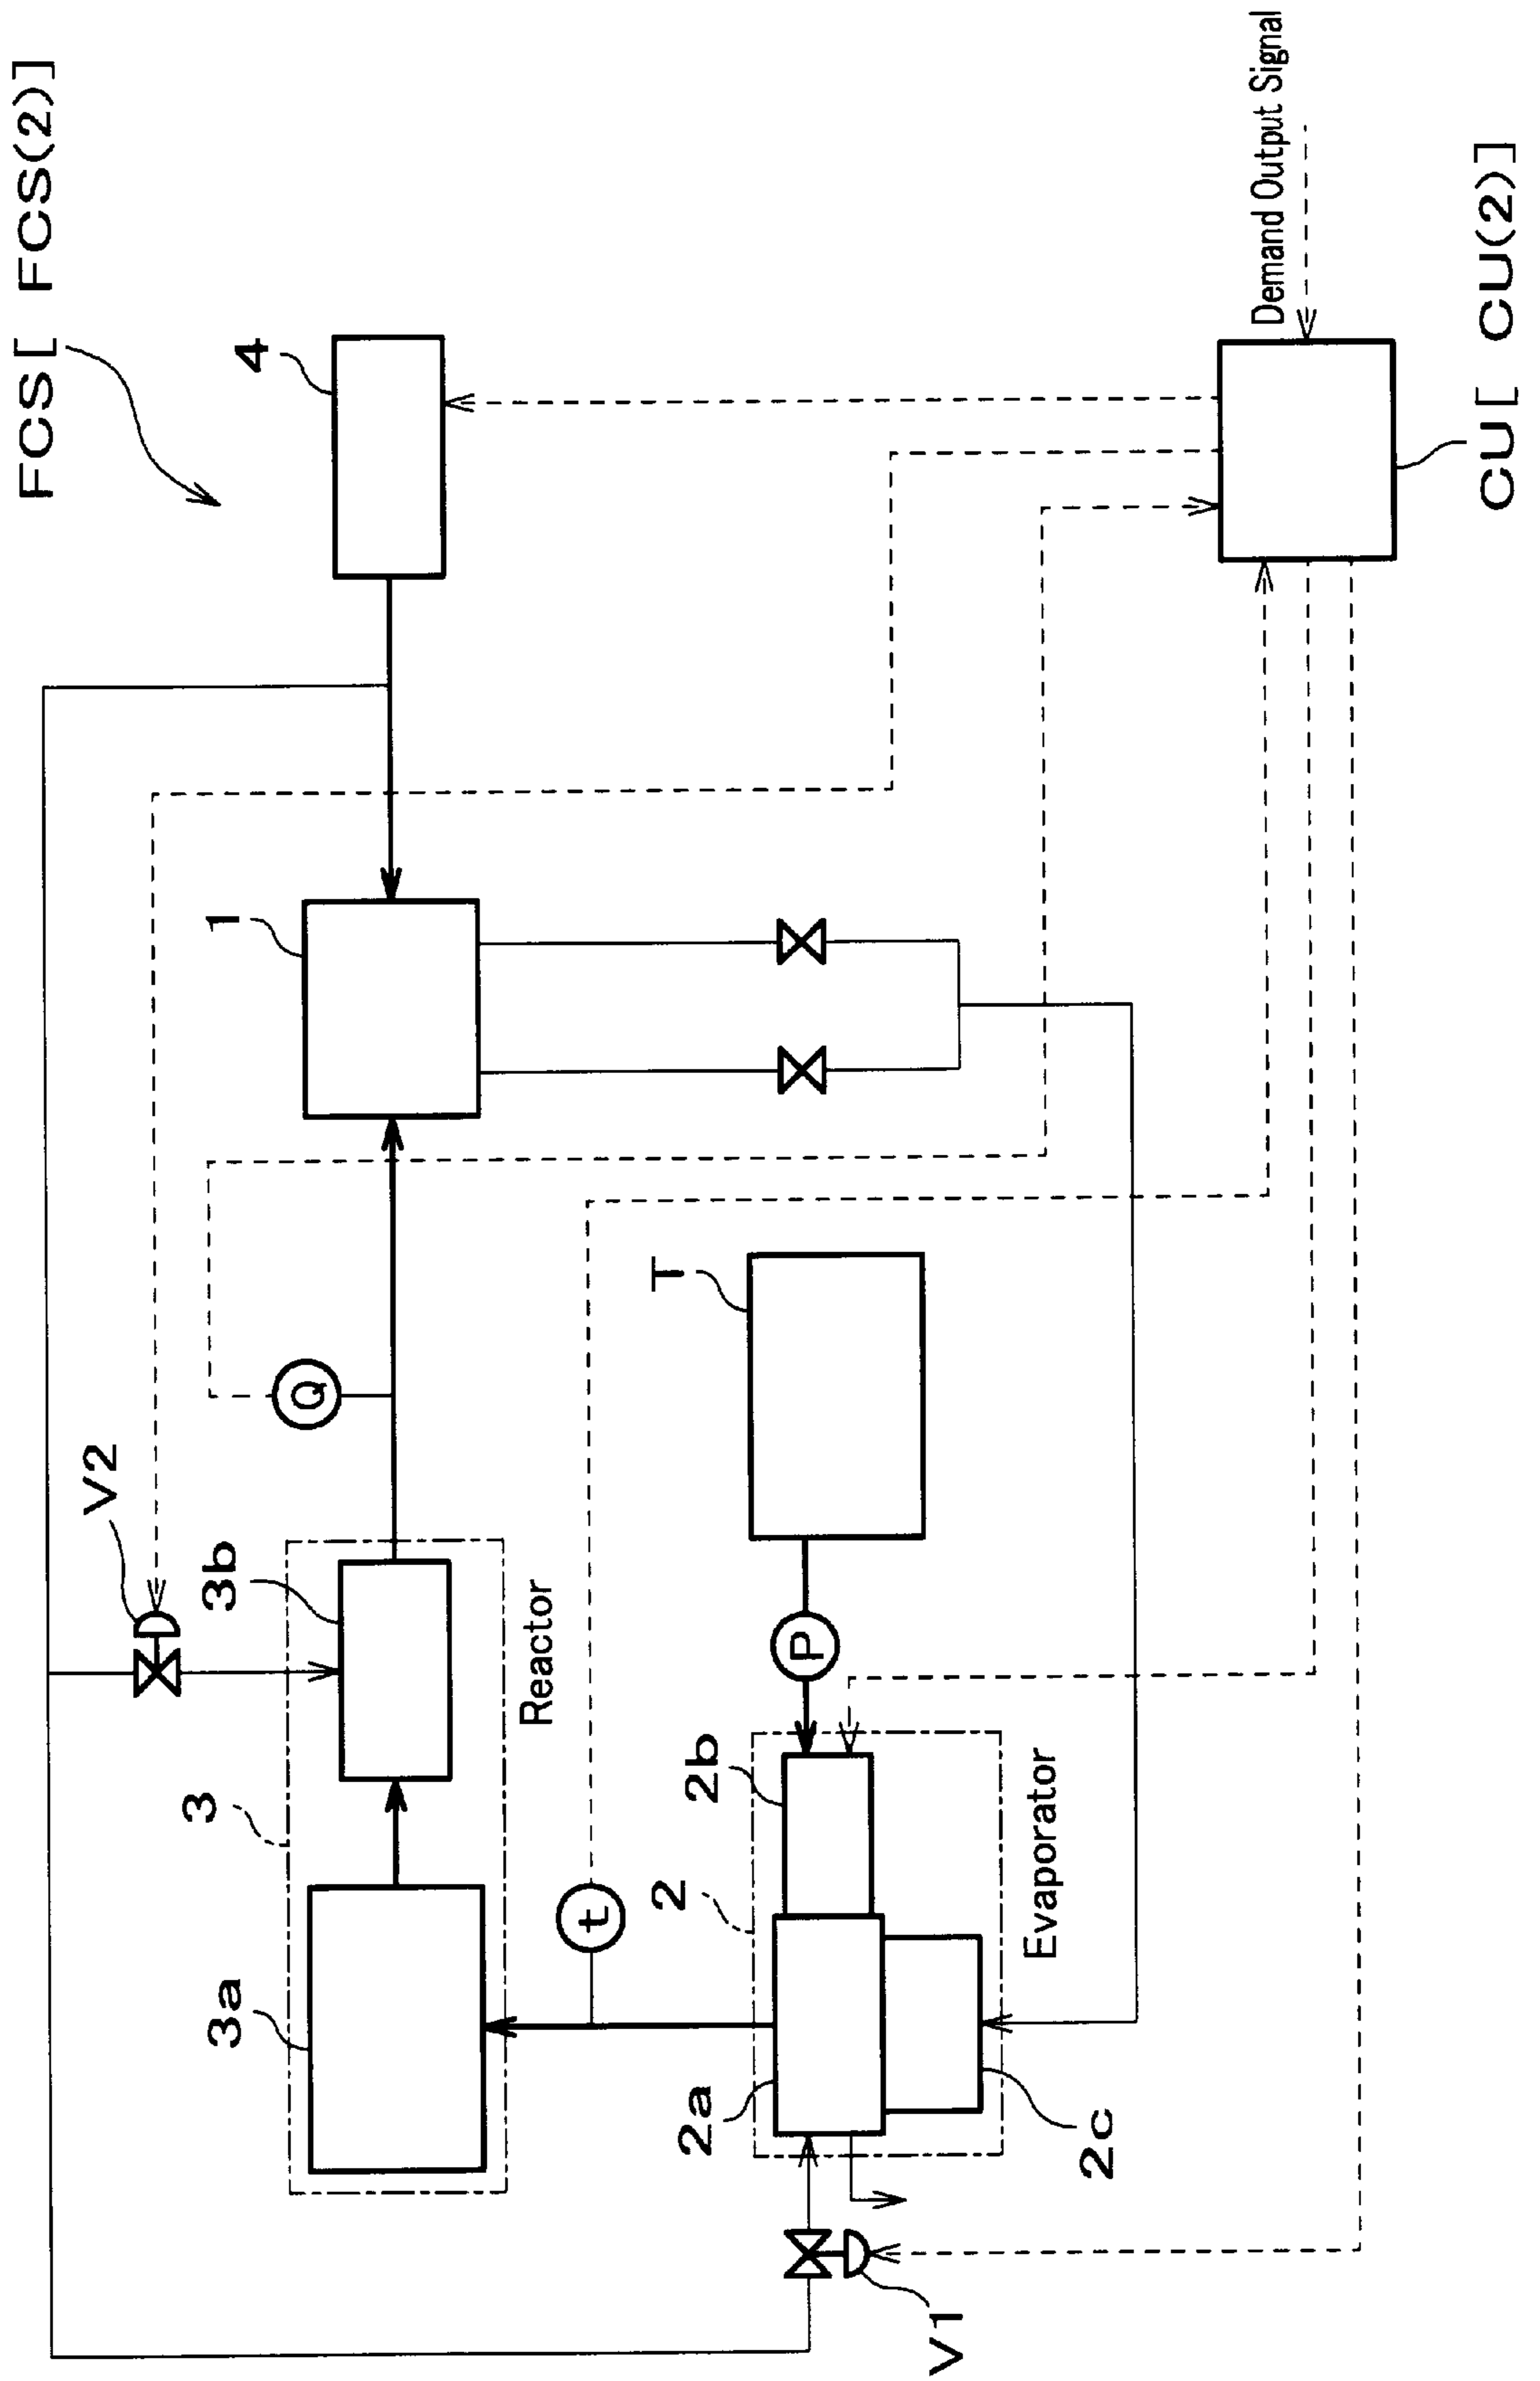 FCS[ FCS(2)]
4
1
V2
Q
3b
3
3a
Reactor
t
T
P
2b
2
2a
Evaporator
2c
V1
Demand Output Signal
CU[ CU(2)]